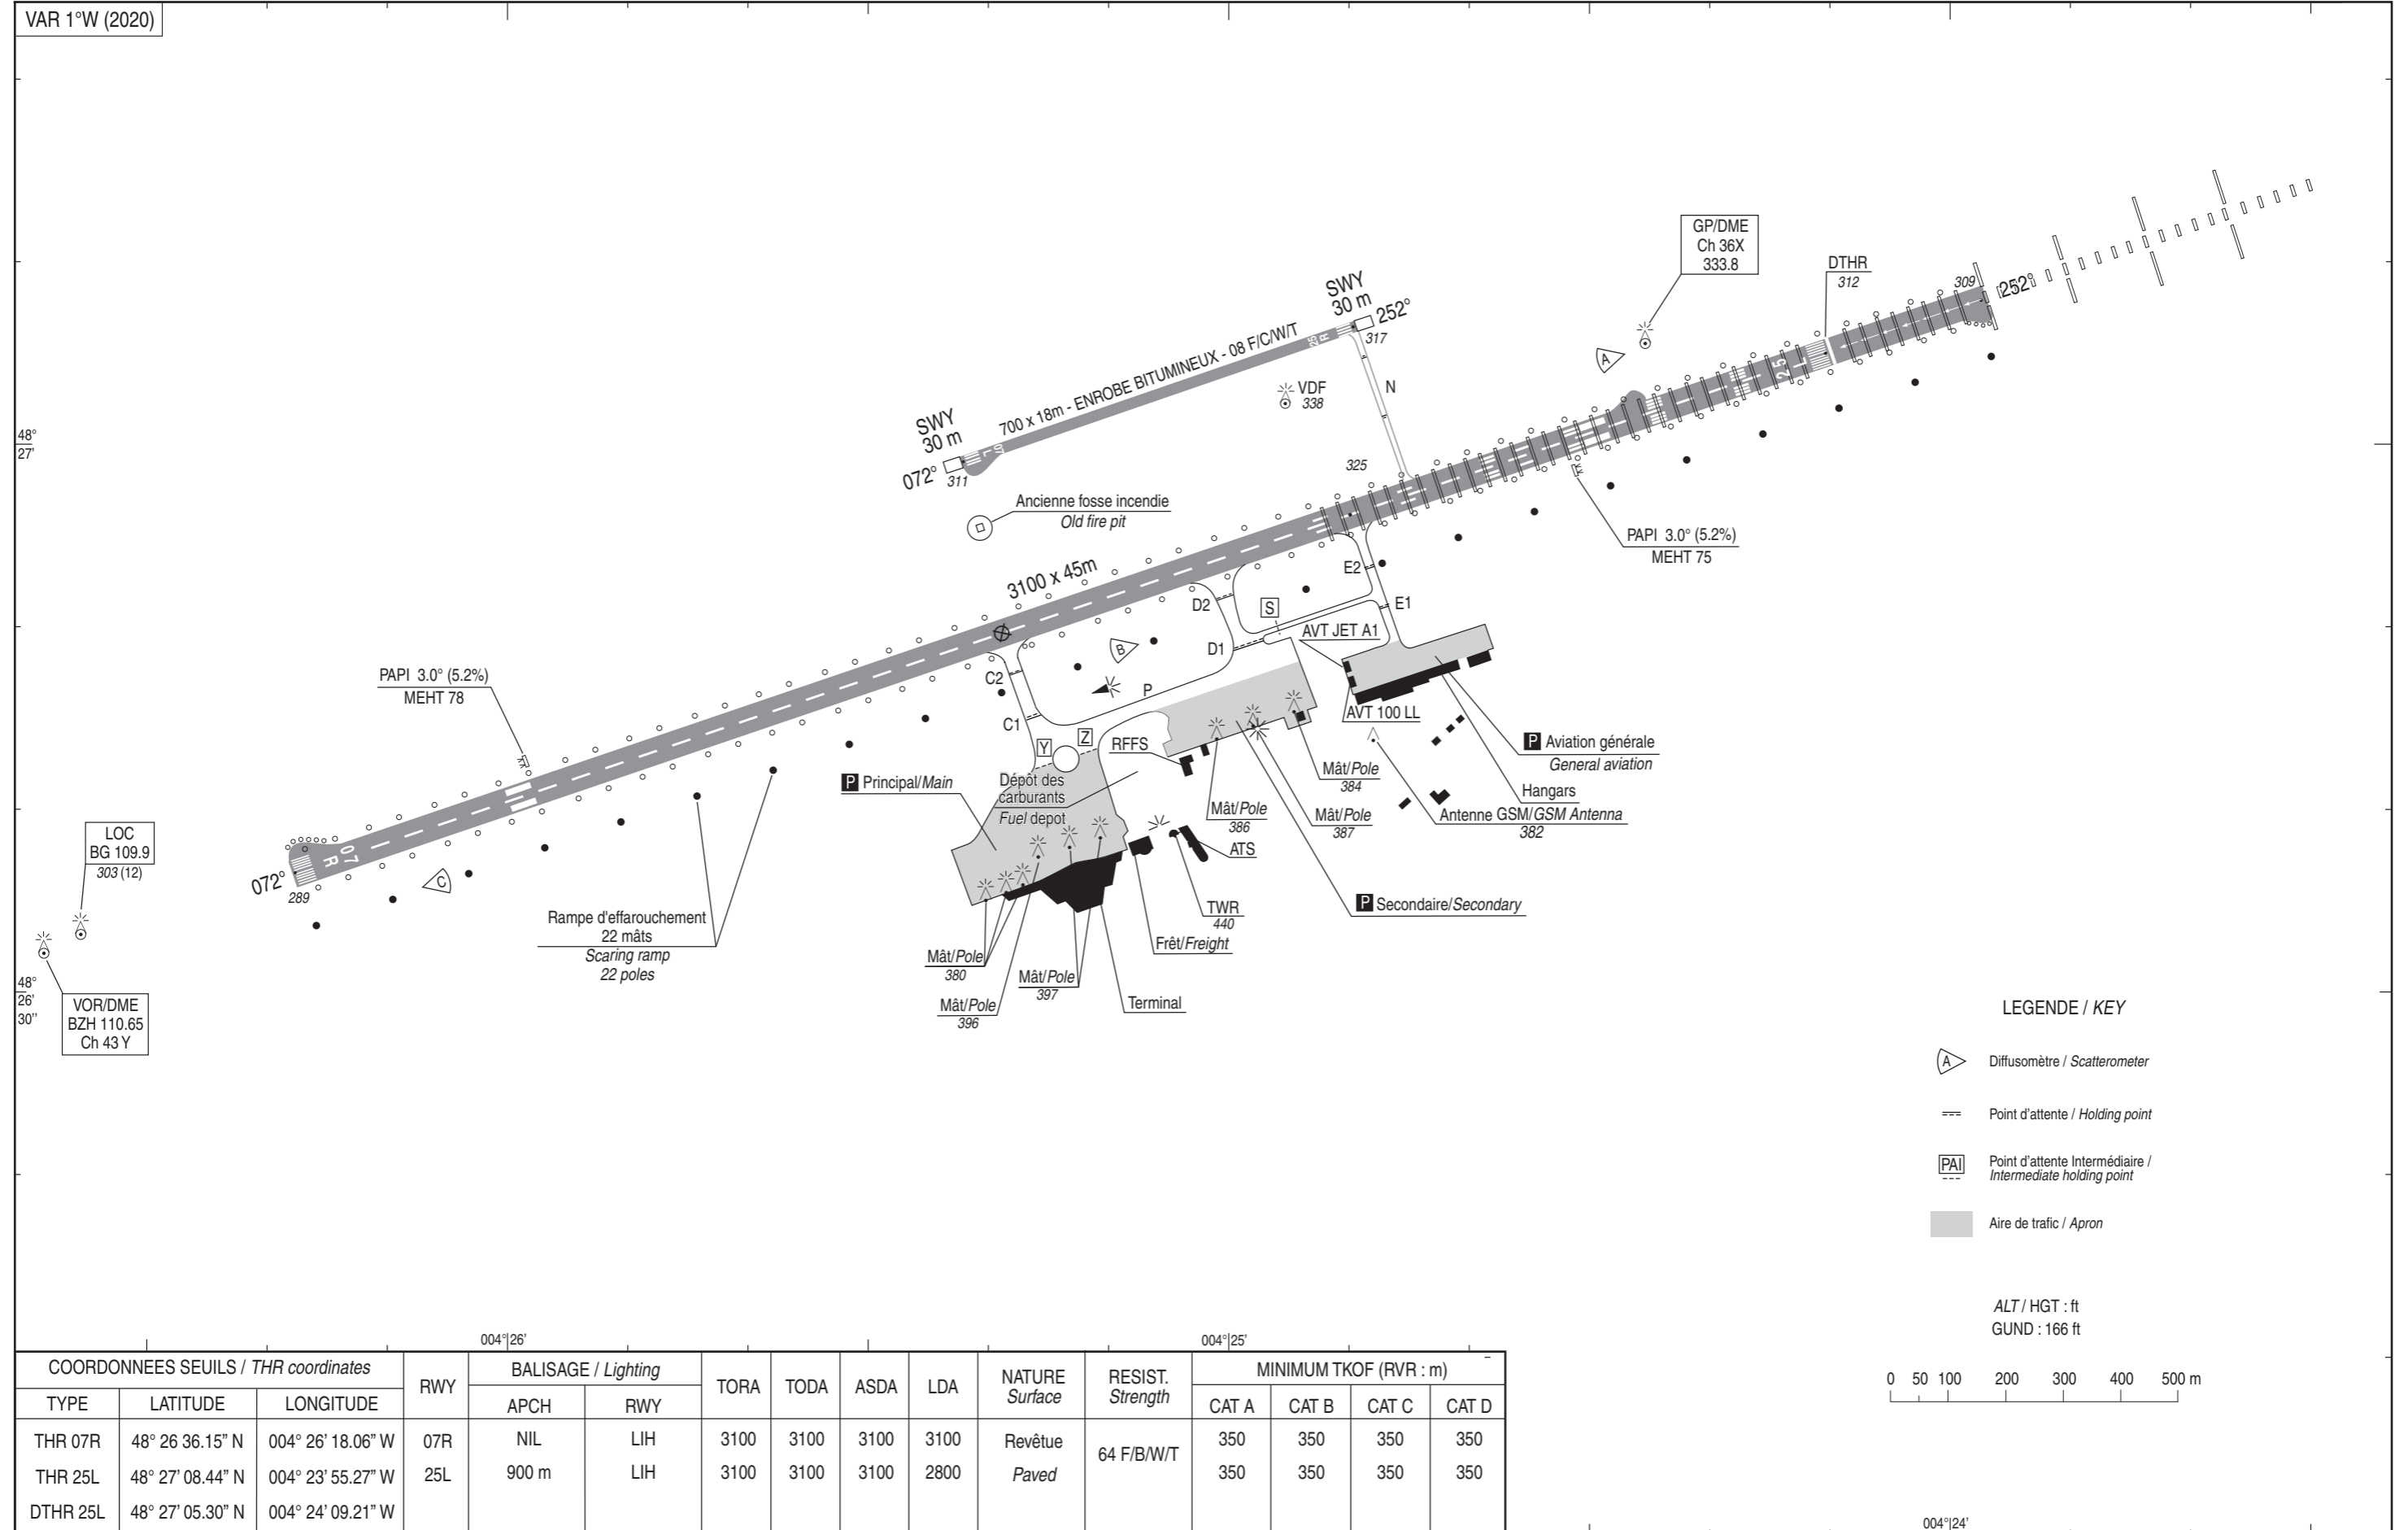 VAR 1°W (2020)
GP/DME
Ch 36X
333.8
DTHR
312
309
252°
SWY
30 m
252°
317
25
R
700 x 18m - ENROBE BITUMINEUX - 08 F/C/W/T
VDF
338
N
A
25
L
SWY
30 m
07
L
072°
311
48°
27'
325
Ancienne fosse incendie
Old fire pit
PAPI 3.0° (5.2%)
MEHT 75
3100 x 45m
E2
D2
S
E1
AVT JET A1
D1
B
PAPI 3.0° (5.2%)
MEHT 78
C2
P
C1
AVT 100 LL
Y
Z
RFFS
P Aviation générale
General aviation
P Principal/Main
Dépôt des
carburants
Fuel depot
Mât/Pole
384
Hangars
Mât/Pole
386
Mât/Pole
387
Antenne GSM/GSM Antenna
382
LOC
BG 109.9
303 (12)
07
R
ATS
072°
289
C
P Secondaire/Secondary
Rampe d'effarouchement
22 mâts
Scaring ramp
22 poles
TWR
440
Frêt/Freight
Mât/Pole
380
Mât/Pole
397
Mât/Pole
396
Terminal
48°
26'
30''
VOR/DME
BZH 110.65
Ch 43 Y
LEGENDE / KEY
A Diffusomètre / Scatterometer
Point d'attente / Holding point
PAI Point d'attente Intermédiaire /
Intermediate holding point
Aire de trafic / Apron
ALT / HGT : ft
GUND : 166 ft
0 50 100 200 300 400 500 m
004° 26'
004° 25'
COORDONNEES SEUILS / THR coordinates RWY BALISAGE / Lighting TORA TODA ASDA LDA NATURE Surface RESIST. Strength MINIMUM TKOF (RVR : m)
TYPE LATITUDE LONGITUDE APCH RWY CAT A CAT B CAT C CAT D
THR 07R 48° 26 36.15” N 004° 26’ 18.06” W 07R NIL LIH 3100 3100 3100 3100 Revêtue 64 F/B/W/T 350 350 350 350
THR 25L 48° 27’ 08.44” N 004° 23’ 55.27” W 25L 900 m LIH 3100 3100 3100 2800 Paved 350 350 350 350
DTHR 25L 48° 27’ 05.30” N 004° 24’ 09.21” W
004° 24'